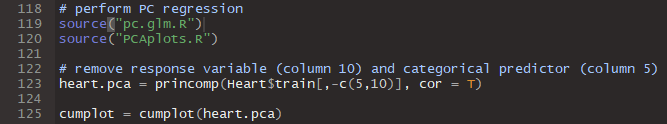 118 # perform PC regression
119 source("pc.glm.R")
120 source("PCAplots.R")
121
122 # remove response variable (column 10) and categorical predictor (column 5)
123 heart.pca = princomp(Heart$train[,-c(5,10)], cor = T)
124
125 cumplot = cumplot(heart.pca)